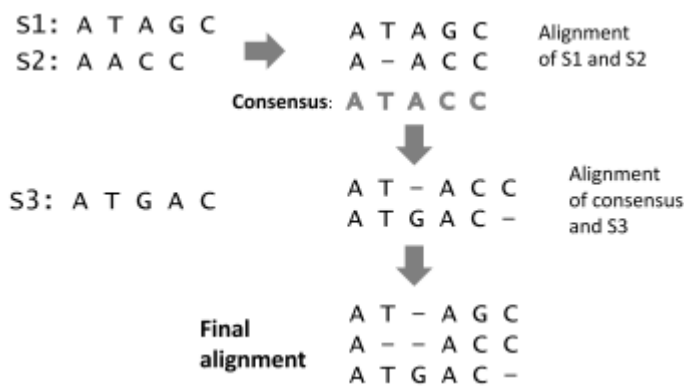 S1: A T A G C
S2: A A C C
A T A G C
A - A C C
Alignment
of S1 and S2
Consensus: A T A C C
S3: A T G A C
A T - A C C
A T G A C -
Alignment
of consensus
and S3
Final
alignment
A T - A G C
A - - A C C
A T G A C -